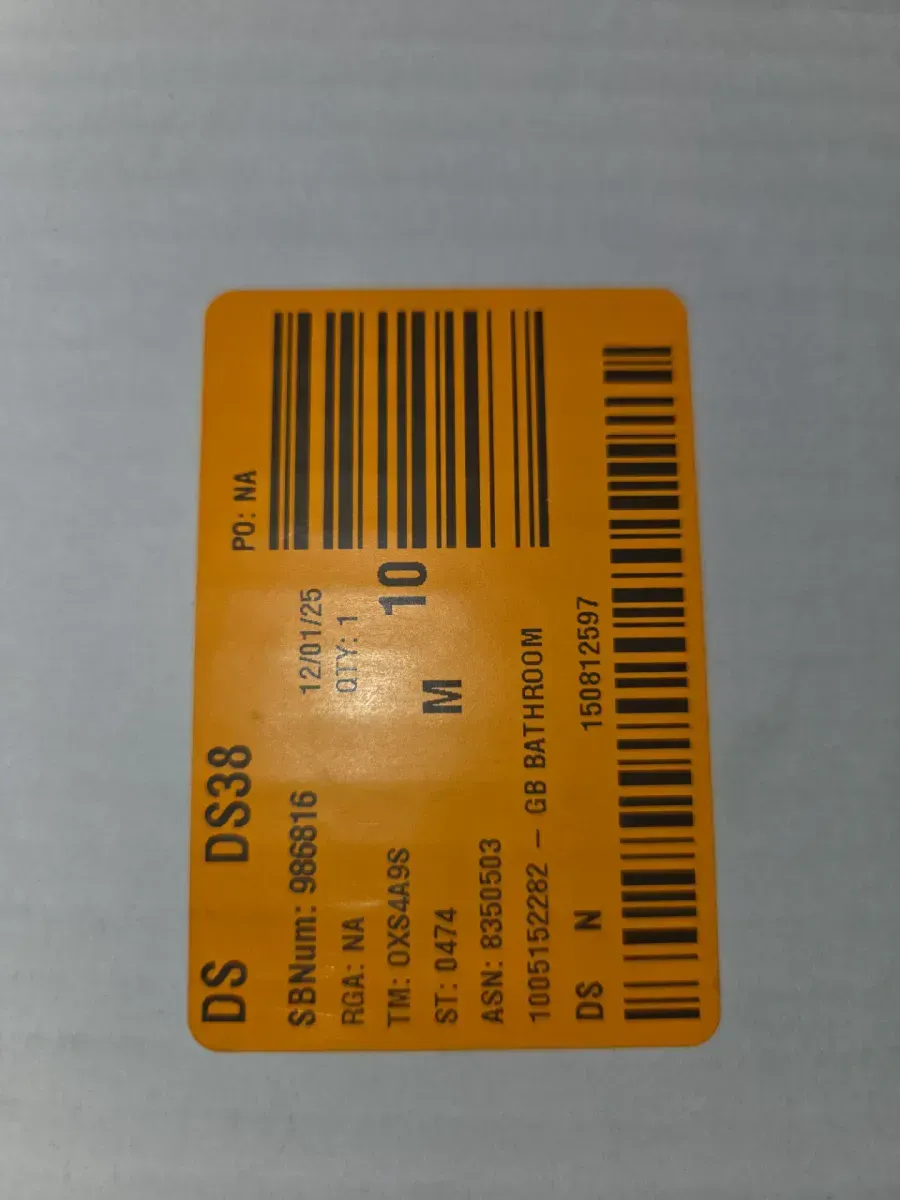 DS DS38 PO: NA
SBNum: 986816 12/01/25
RGA: NA QTY: 1
TM: OXS4A9S 10
ST: 0474 M
ASN: 8350503
1005152282 – GB BATHROOM
DS N 150812597